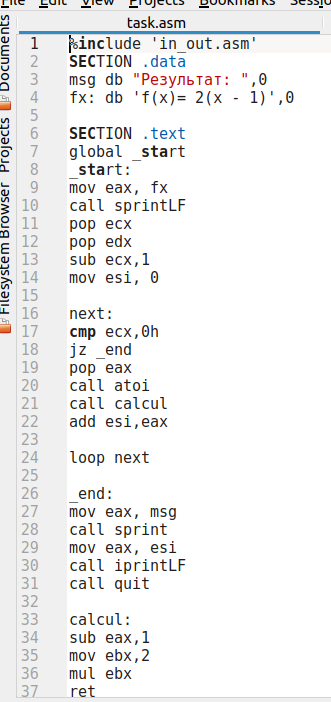 File Edit View Projects Bookmarks Sessio
task.asm
Documents
Projects
Filesystem Browser
1 %include 'in_out.asm'
2 SECTION .data
3 msg db "Результат: ",0
4 fx: db 'f(x)= 2(x - 1)',0
5
6 SECTION .text
7 global _start
8 _start:
9 mov eax, fx
10 call sprintLF
11 pop ecx
12 pop edx
13 sub ecx,1
14 mov esi, 0
15
16 next:
17 cmp ecx,0h
18 jz _end
19 pop eax
20 call atoi
21 call calcul
22 add esi,eax
23
24 loop next
25
26 _end:
27 mov eax, msg
28 call sprint
29 mov eax, esi
30 call iprintLF
31 call quit
32
33 calcul:
34 sub eax,1
35 mov ebx,2
36 mul ebx
37 ret